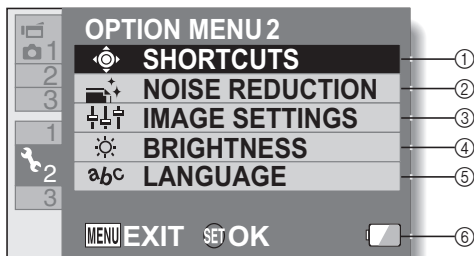 OPTION MENU 2
1 SHORTCUTS ①
2 NOISE REDUCTION ②
3 IMAGE SETTINGS ③
1 BRIGHTNESS ④
2 abc LANGUAGE ⑤
3
MENU EXIT SET OK ⑥